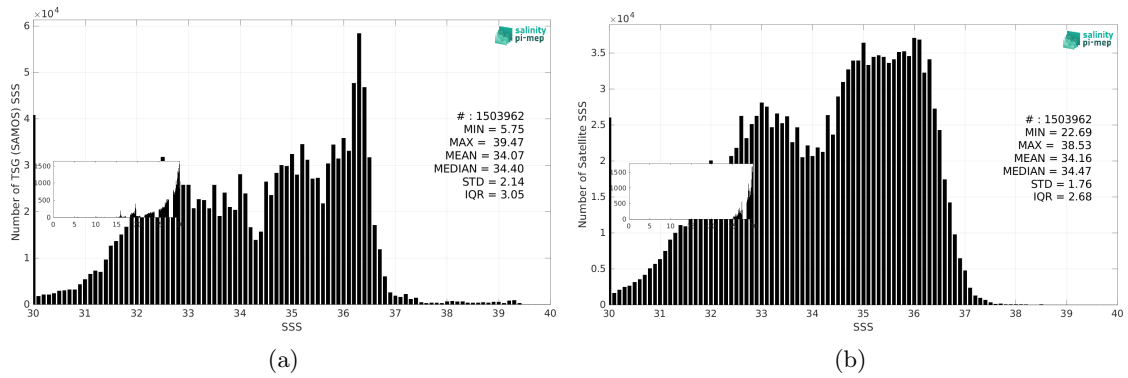 ×10⁴
6
5
4
3
2
1
0
Number of TSG (SAMOS) SSS
salinity
pi-mep
# : 1503962
MIN = 5.75
MAX = 39.47
MEAN = 34.07
MEDIAN = 34.40
STD = 2.14
IQR = 3.05
1500
1000
500
0
0 5 10 15
30 31 32 33 34 35 36 37 38 39 40
SSS
(a)
×10⁴
3.5
3
2.5
2
1.5
1
0.5
0
Number of Satellite SSS
salinity
pi-mep
# : 1503962
MIN = 22.69
MAX = 38.53
MEAN = 34.16
MEDIAN = 34.47
STD = 1.76
IQR = 2.68
1500
1000
500
0
0 5 10 15 20
30 31 32 33 34 35 36 37 38 39 40
SSS
(b)